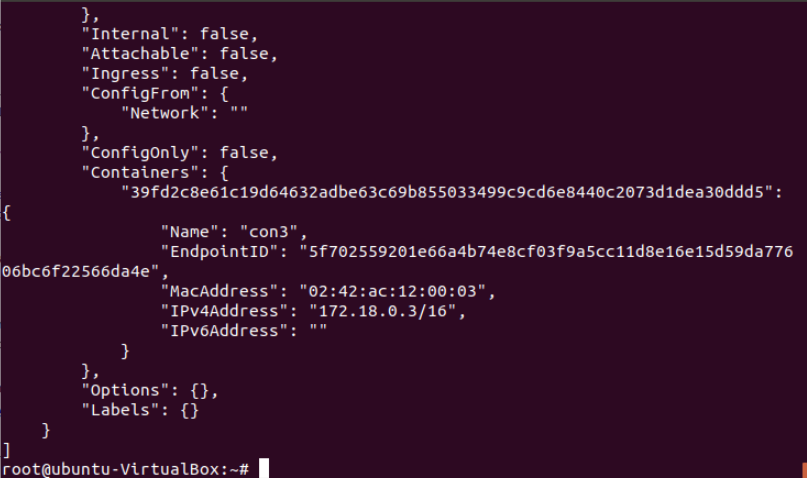 },
        "Internal": false,
        "Attachable": false,
        "Ingress": false,
        "ConfigFrom": {
            "Network": ""
        },
        "ConfigOnly": false,
        "Containers": {
            "39fd2c8e61c19d64632adbe63c69b855033499c9cd6e8440c2073d1dea30ddd5":
{
                "Name": "con3",
                "EndpointID": "5f702559201e66a4b74e8cf03f9a5cc11d8e16e15d59da776
06bc6f22566da4e",
                "MacAddress": "02:42:ac:12:00:03",
                "IPv4Address": "172.18.0.3/16",
                "IPv6Address": ""
            }
        },
        "Options": {},
        "Labels": {}
    }
]
root@ubuntu-VirtualBox:~#